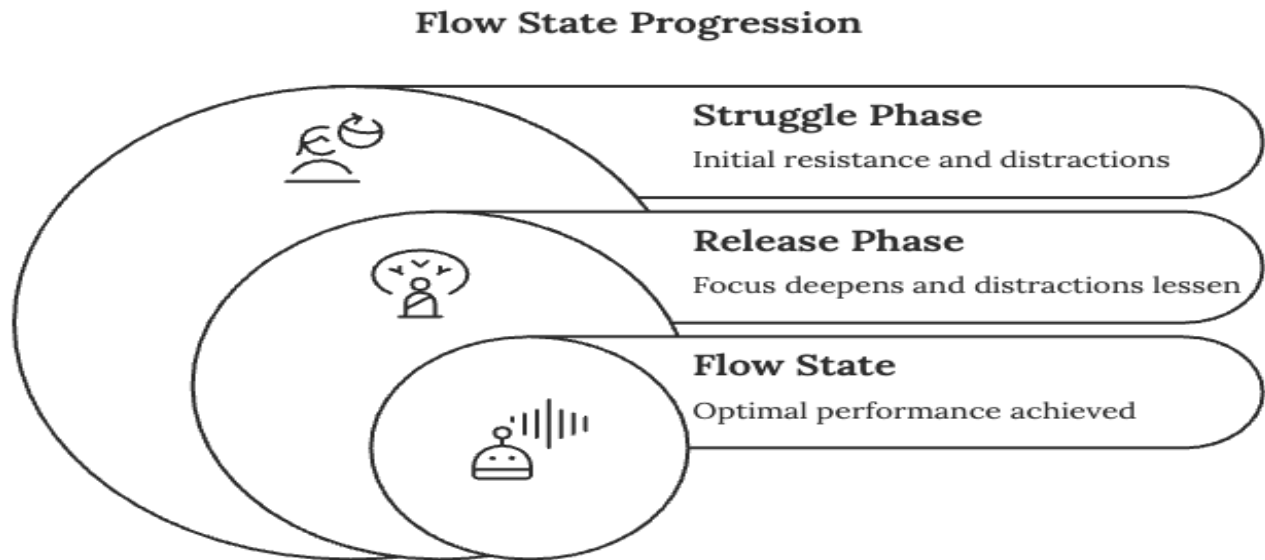 Flow State Progression
Struggle Phase
Initial resistance and distractions
Release Phase
Focus deepens and distractions lessen
Flow State
Optimal performance achieved